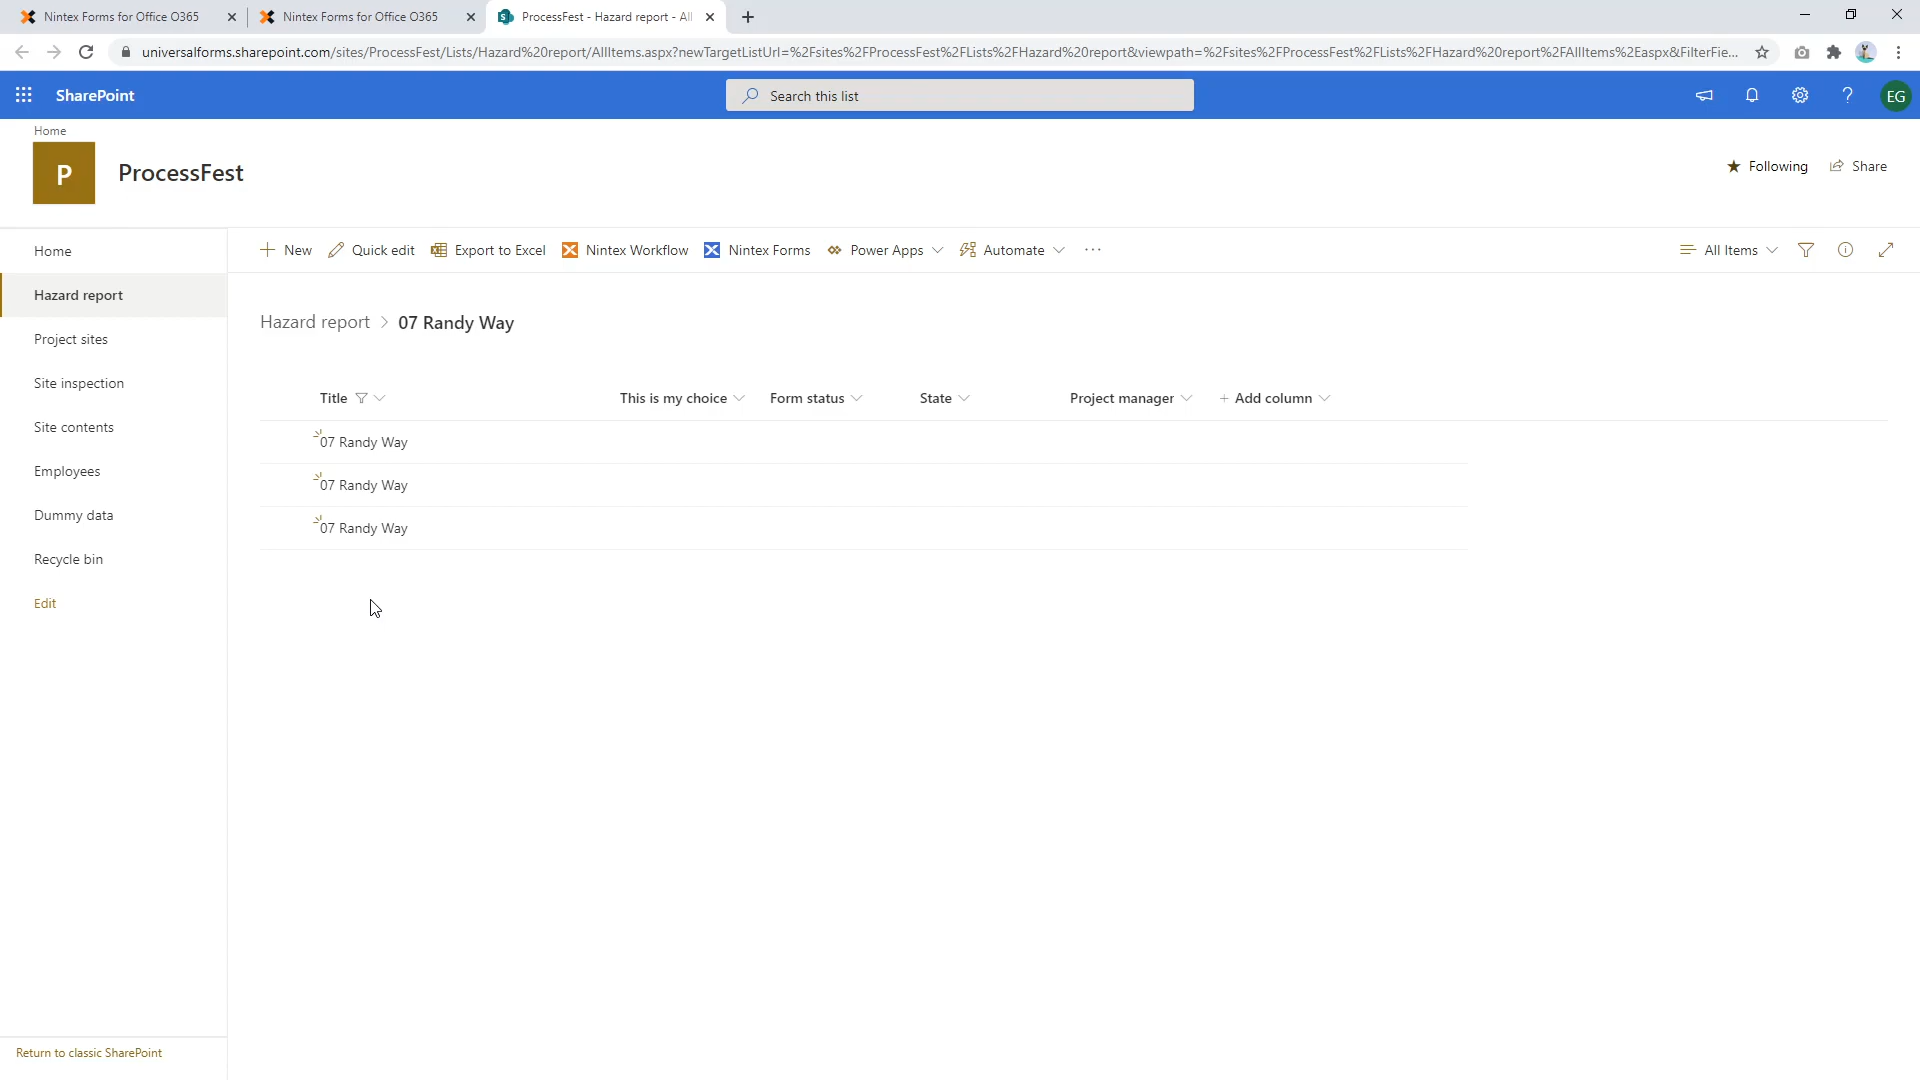 Nintex Forms for Office O365
Nintex Forms for Office O365
ProcessFest - Hazard report - All
universalforms.sharepoint.com/sites/ProcessFest/Lists/Hazard%20report/AllItems.aspx?newTargetListUrl=%2Fsites%2FProcessFest%2FLists%2FHazard%20report&viewpath=%2Fsites%2FProcessFest%2FLists%2FHazard%20report%2FAllItems%2Easpx&FilterFie...
SharePoint
Search this list
EG
Home
P
ProcessFest
Following
Share
Home
Hazard report
Project sites
Site inspection
Site contents
Employees
Dummy data
Recycle bin
Edit
Return to classic SharePoint
New Quick edit Export to Excel Nintex Workflow Nintex Forms Power Apps Automate ... All Items
Hazard report > 07 Randy Way
Title This is my choice Form status State Project manager + Add column
07 Randy Way
07 Randy Way
07 Randy Way